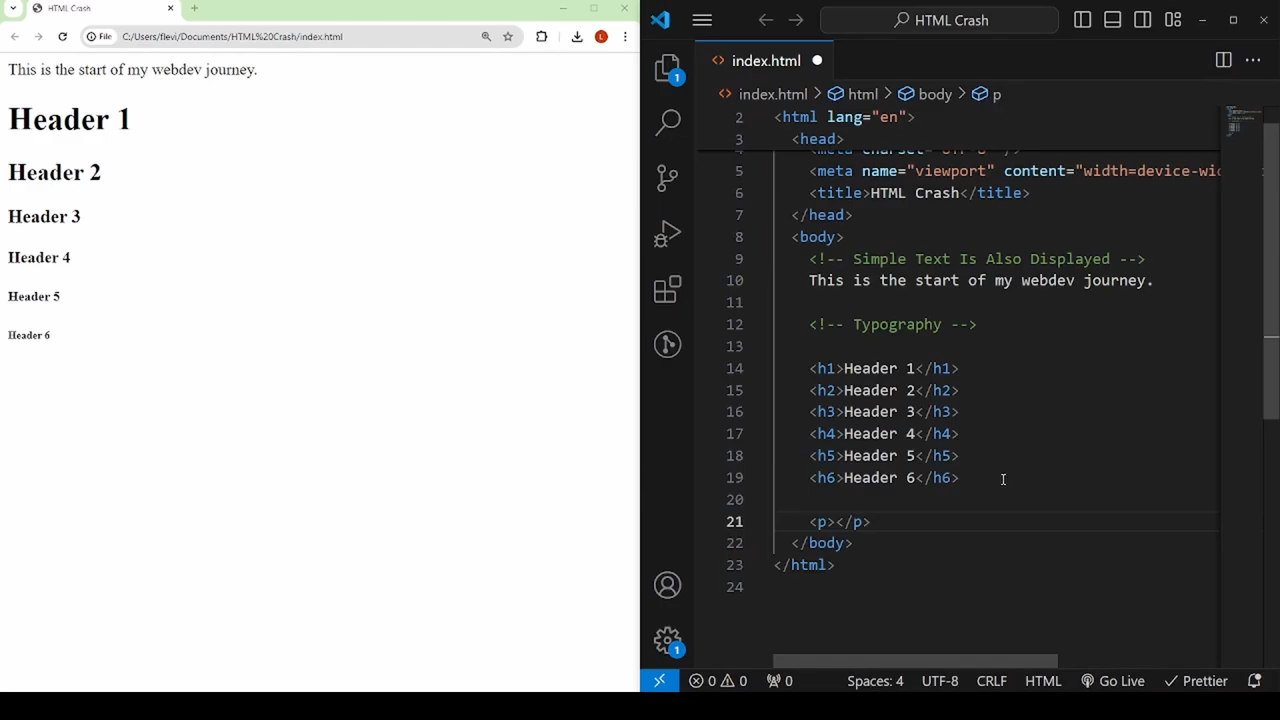 HTML Crash
File
C:/Users/flevi/Documents/HTML%20Crash/index.html
L
This is the start of my webdev journey.
Header 1
Header 2
Header 3
Header 4
Header 5
Header 6
HTML Crash
1
index.html
index.html > html > body > p
2 <html lang="en">
3 <head>
5 <meta name="viewport" content="width=device-wi
6 <title>HTML Crash</title>
7 </head>
8 <body>
9 <!-- Simple Text Is Also Displayed -->
10 This is the start of my webdev journey.
11
12 <!-- Typography -->
13
14 <h1>Header 1</h1>
15 <h2>Header 2</h2>
16 <h3>Header 3</h3>
17 <h4>Header 4</h4>
18 <h5>Header 5</h5>
19 <h6>Header 6</h6>
20
21 <p></p>
22 </body>
23 </html>
24
1
0 0 0 Spaces: 4 UTF-8 CRLF HTML Go Live Prettier